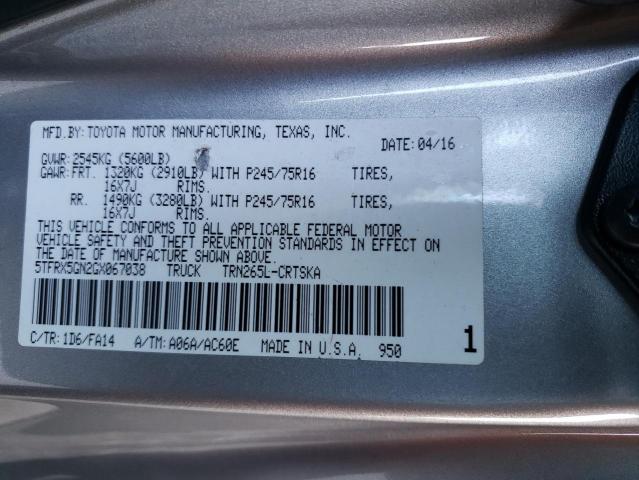 MFD.BY:TOYOTA MOTOR MANUFACTURING, TEXAS, INC.
DATE:04/16
GVWR:2545KG (5600LB)
GAWR:FRT. 1320KG (2910LB) WITH P245/75R16 TIRES,
16X7J RIMS.
RR. 1490KG (3280LB) WITH P245/75R16 TIRES,
16X7J RIMS.
THIS VEHICLE CONFORMS TO ALL APPLICABLE FEDERAL MOTOR
VEHICLE SAFETY AND THEFT PREVENTION STANDARDS IN EFFECT ON
THE DATE OF MANUFACTURE SHOWN ABOVE.
5TFRX5GN2GX067038 TRUCK TRN265L-CRTSKA
C/TR:1D6/FA14 A/TM:A06A/AC60E MADE IN U.S.A. 950 1